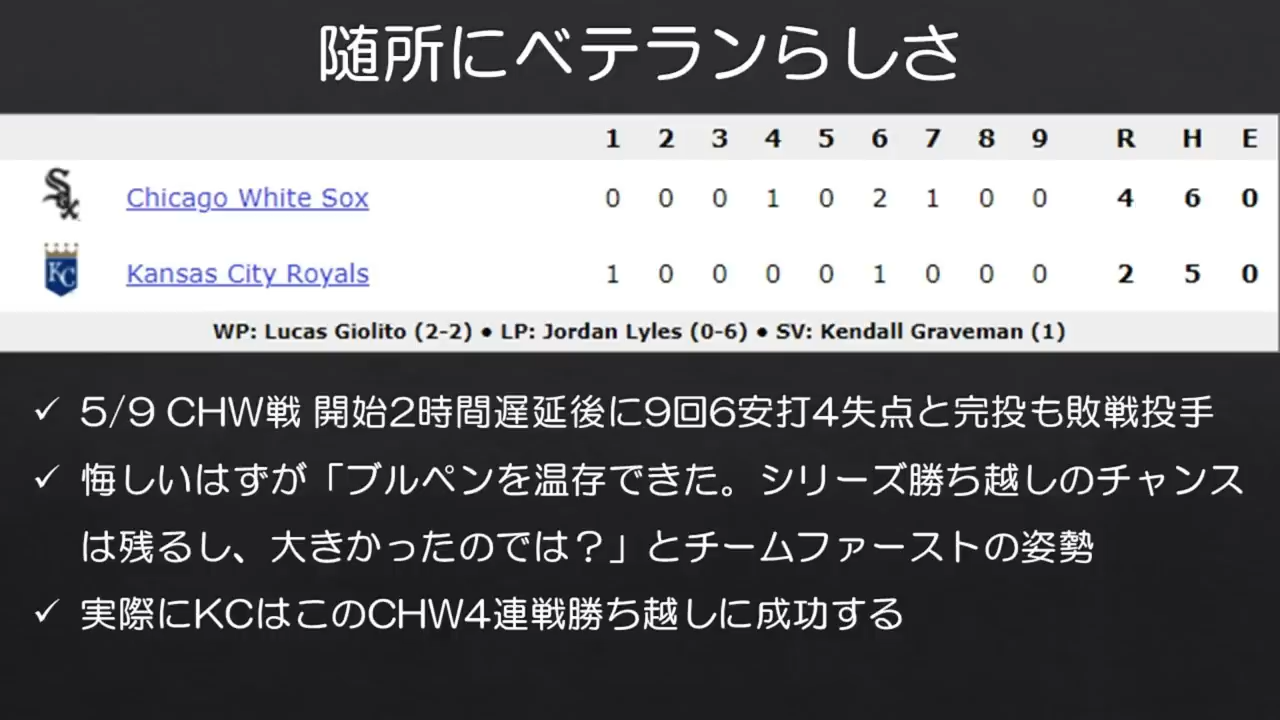 随所にベテランらしさ
1 2 3 4 5 6 7 8 9 R H E
Sox Chicago White Sox 0 0 0 1 0 2 1 0 0 4 6 0
KC Kansas City Royals 1 0 0 0 0 1 0 0 0 2 5 0
WP: Lucas Giolito (2-2) ● LP: Jordan Lyles (0-6) ● SV: Kendall Graveman (1)
✓ 5/9 CHW戦 開始2時間遅延後に9回6安打4失点と完投も敗戦投手
✓ 悔しいはずが「ブルペンを温存できた。シリーズ勝ち越しのチャンス
は残るし、大きかったのでは？」とチームファーストの姿勢
✓ 実際にKCはこのCHW4連戦勝ち越しに成功する